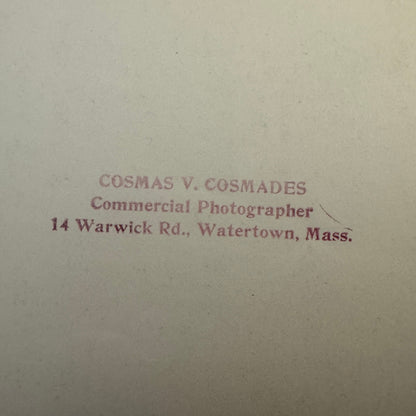 COSMAS V. COSMADES
Commercial Photographer
14 Warwick Rd., Watertown, Mass.